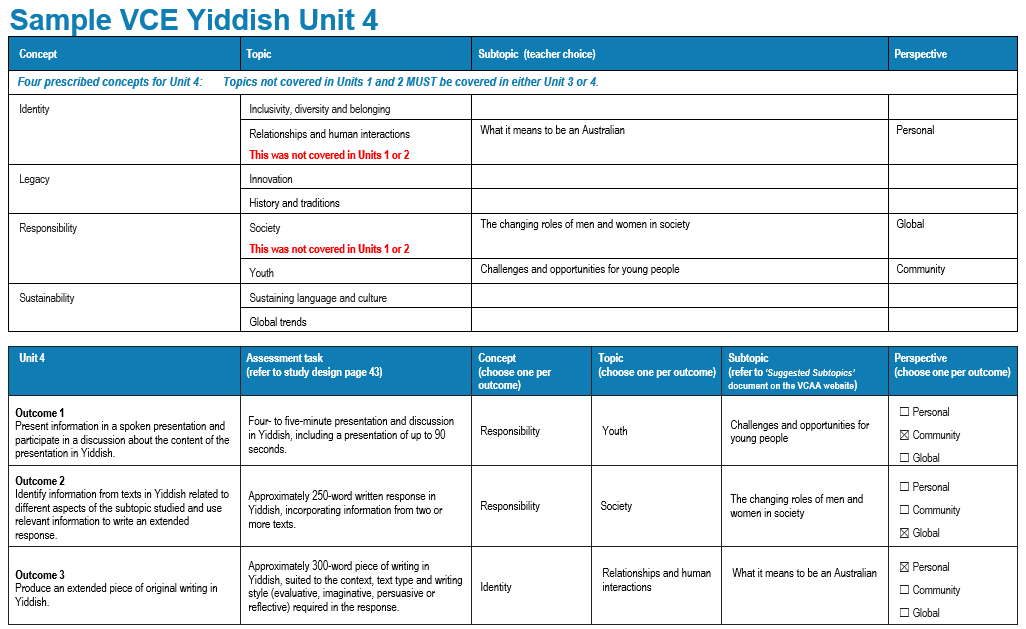 Sample VCE Yiddish Unit 4
Concept
Topic
Subtopic (teacher choice)
Perspective
Four prescribed concepts for Unit 4: Topics not covered in Units 1 and 2 MUST be covered in either Unit 3 or 4.
Identity
Inclusivity, diversity and belonging
Relationships and human interactions
This was not covered in Units 1 or 2
What it means to be an Australian
Personal
Legacy
Innovation
History and traditions
Responsibility
Society
This was not covered in Units 1 or 2
The changing roles of men and women in society
Global
Youth
Challenges and opportunities for young people
Community
Sustainability
Sustaining language and culture
Global trends
Unit 4
Assessment task
(refer to study design page 43)
Concept
(choose one per
outcome)
Topic
(choose one per outcome)
Subtopic
(refer to ‘Suggested Subtopics’
document on the VCAA website)
Perspective
(choose one per outcome)
Outcome 1
Present information in a spoken presentation and
participate in a discussion about the content of the
presentation in Yiddish.
Four- to five-minute presentation and discussion
in Yiddish, including a presentation of up to 90
seconds.
Responsibility
Youth
Challenges and opportunities for
young people
☐ Personal
☒ Community
☐ Global
Outcome 2
Identify information from texts in Yiddish related to
different aspects of the subtopic studied and use
relevant information to write an extended
response.
Approximately 250-word written response in
Yiddish, incorporating information from two or
more texts.
Responsibility
Society
The changing roles of men and
women in society
☐ Personal
☐ Community
☒ Global
Outcome 3
Produce an extended piece of original writing in
Yiddish.
Approximately 300-word piece of writing in
Yiddish, suited to the context, text type and writing
style (evaluative, imaginative, persuasive or
reflective) required in the response.
Identity
Relationships and human
interactions
What it means to be an Australian
☒ Personal
☐ Community
☐ Global